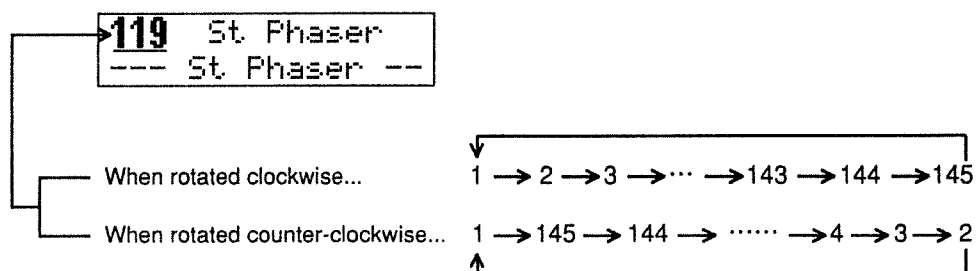 119 St Phaser
--- St Phaser --
When rotated clockwise... 1 → 2 → 3 → ··· → 143 → 144 → 145
When rotated counter-clockwise... 1 → 145 → 144 → ······ → 4 → 3 → 2